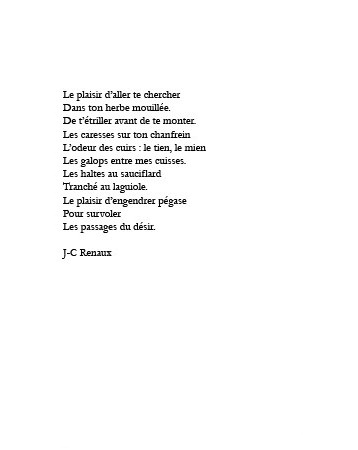 Le plaisir d’aller te chercher
Dans ton herbe mouillée.
De t’étriller avant de te monter.
Les caresses sur ton chanfrein
L’odeur des cuirs : le tien, le mien
Les galops entre mes cuisses.
Les haltes au sauciflard
Tranché au laguiole.
Le plaisir d’engendrer pégase
Pour survoler
Les passages du désir.
J-C Renaux